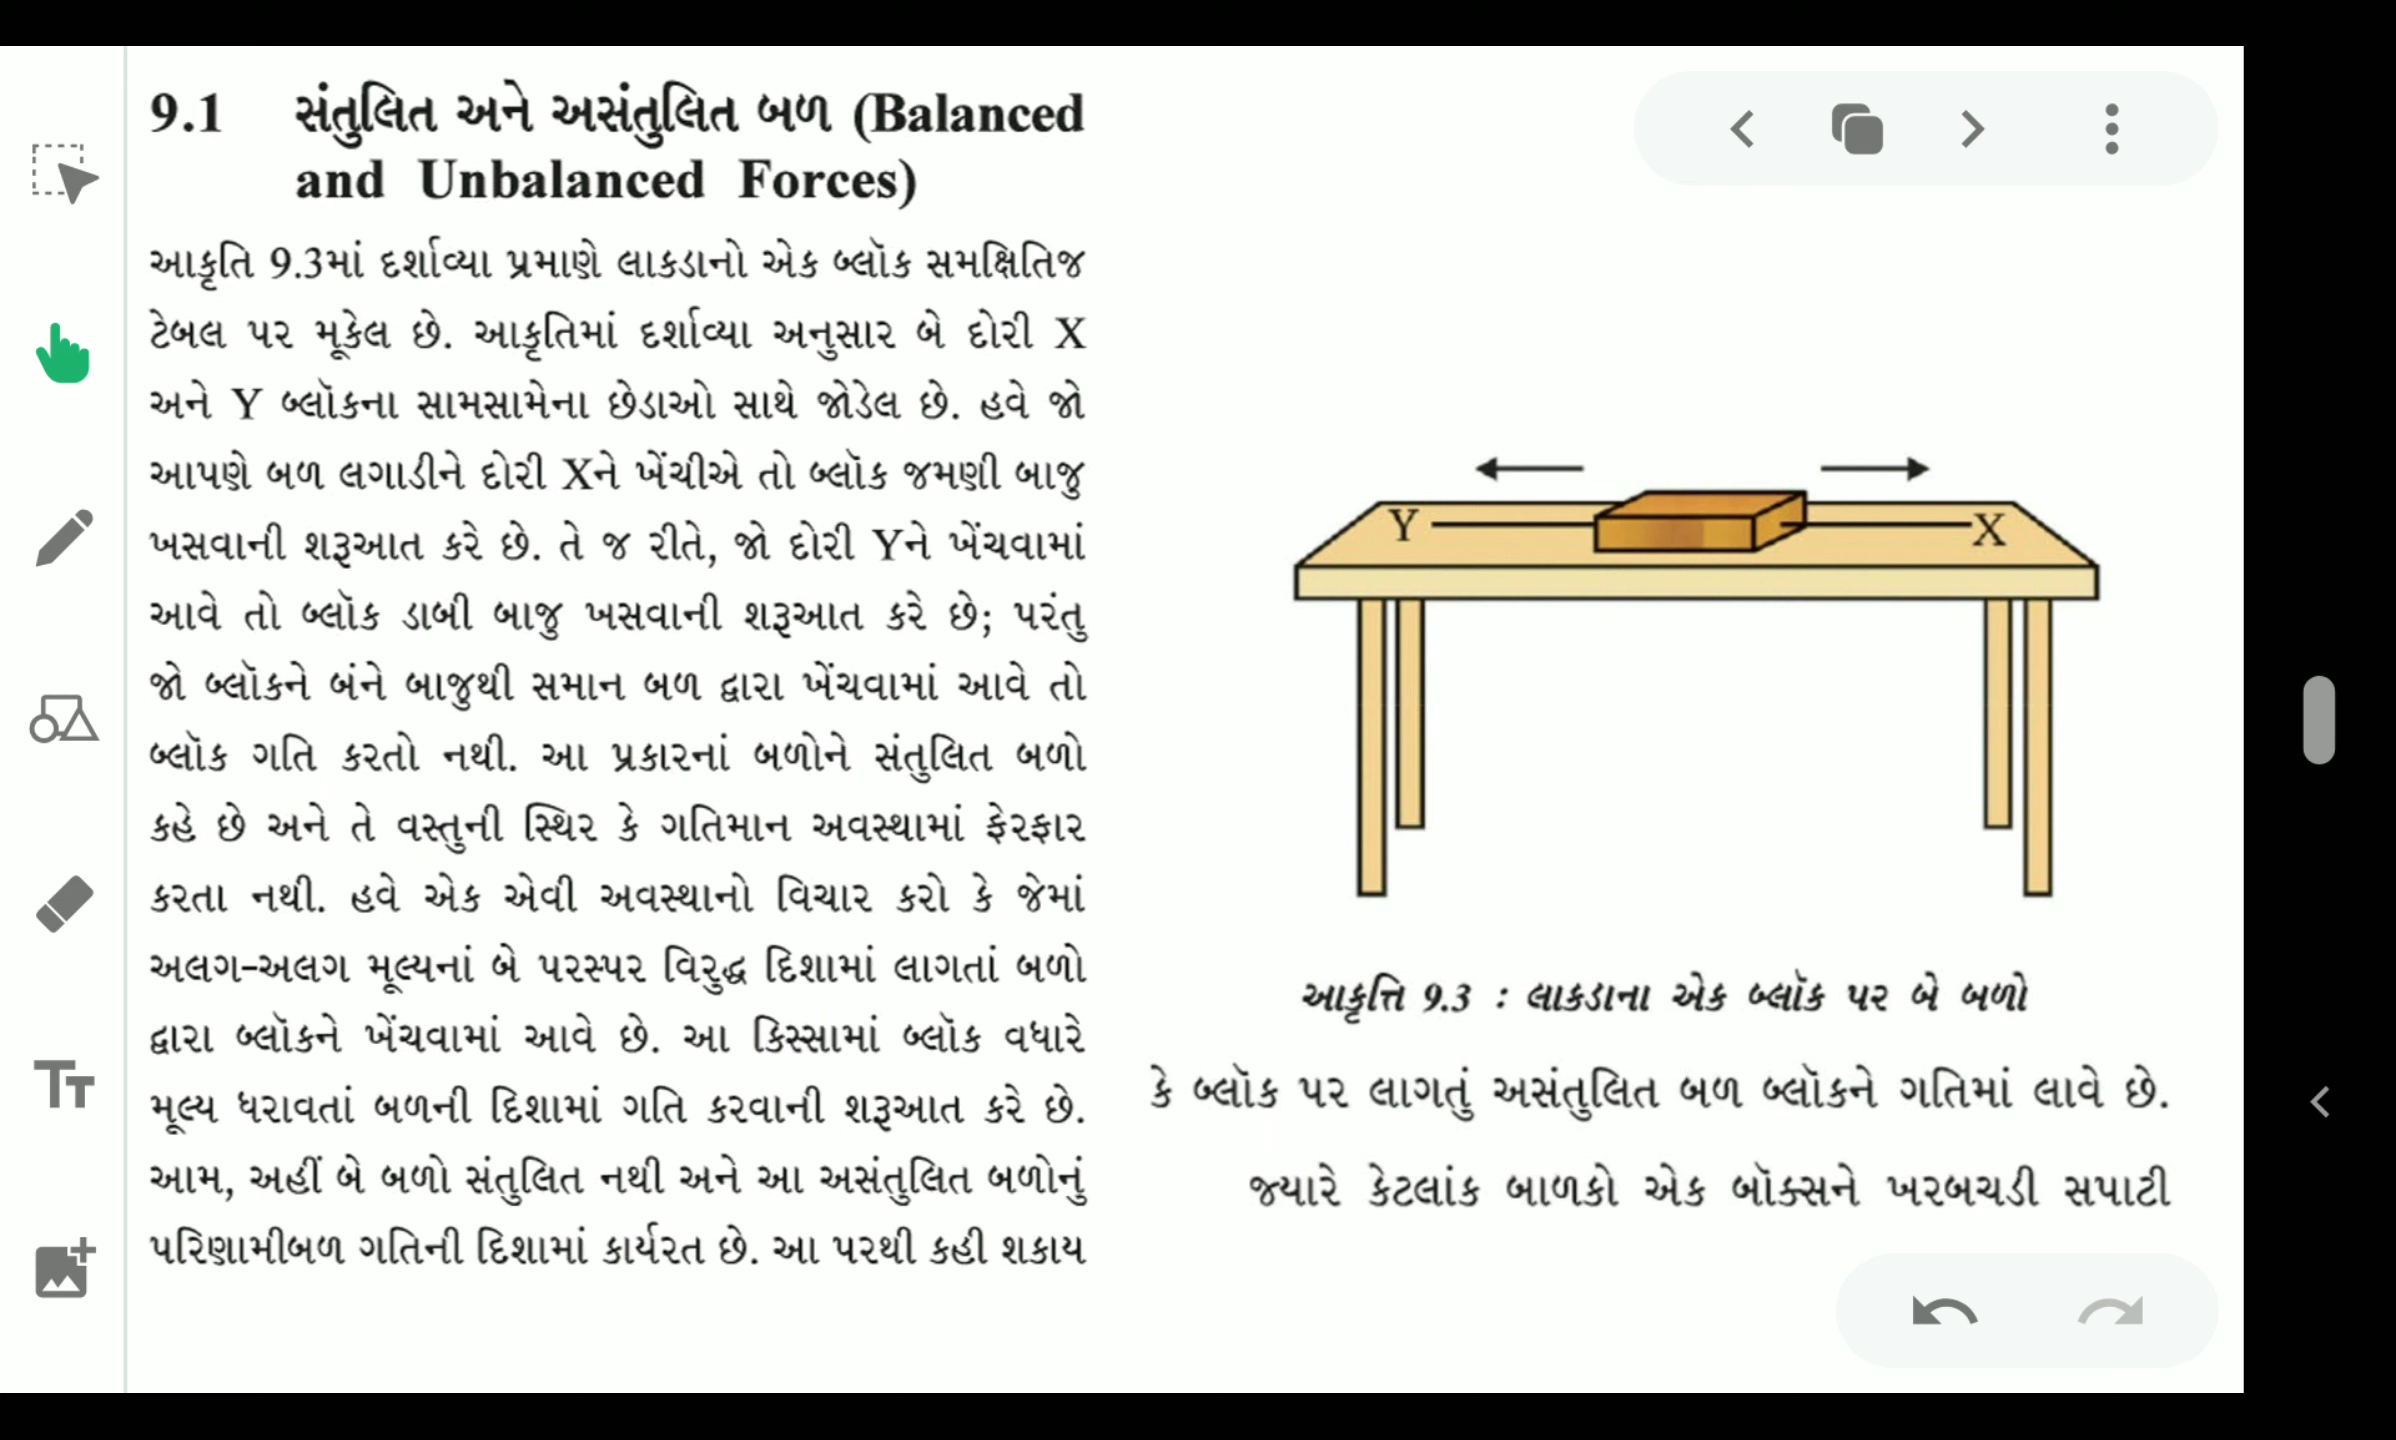 9.1 સંતુલિત અને અસંતુલિત બળ (Balanced
and Unbalanced Forces)
આકૃતિ 9.3માં દર્શાવ્યા પ્રમાણે લાકડાનો એક બ્લૉક સમક્ષિતિજ
ટેબલ પર મૂકેલ છે. આકૃતિમાં દર્શાવ્યા અનુસાર બે દોરી X
અને Y બ્લૉકના સામસામેના છેડાઓ સાથે જોડેલ છે. હવે જો
આપણે બળ લગાડીને દોરી Xને ખેંચીએ તો બ્લૉક જમણી બાજુ
ખસવાની શરૂઆત કરે છે. તે જ રીતે, જો દોરી Yને ખેંચવામાં
આવે તો બ્લૉક ડાબી બાજુ ખસવાની શરૂઆત કરે છે; પરંતુ
જો બ્લૉકને બંને બાજુથી સમાન બળ દ્વારા ખેંચવામાં આવે તો
બ્લૉક ગતિ કરતો નથી. આ પ્રકારનાં બળોને સંતુલિત બળો
કહે છે અને તે વસ્તુની સ્થિર કે ગતિમાન અવસ્થામાં ફેરફાર
કરતા નથી. હવે એક એવી અવસ્થાનો વિચાર કરો કે જેમાં
અલગ-અલગ મૂલ્યનાં બે પરસ્પર વિરુદ્ધ દિશામાં લાગતાં બળો
દ્વારા બ્લૉકને ખેંચવામાં આવે છે. આ કિસ્સામાં બ્લૉક વધારે
મૂલ્ય ધરાવતાં બળની દિશામાં ગતિ કરવાની શરૂઆત કરે છે.
આમ, અહીં બે બળો સંતુલિત નથી અને આ અસંતુલિત બળોનું
પરિણામીબળ ગતિની દિશામાં કાર્યરત છે. આ પરથી કહી શકાય
Y X
આકૃત્તિ 9.3 : લાકડાના એક બ્લૉક પર બે બળો
કે બ્લૉક પર લાગતું અસંતુલિત બળ બ્લૉકને ગતિમાં લાવે છે.
જ્યારે કેટલાંક બાળકો એક બૉક્સને ખરબચડી સપાટી